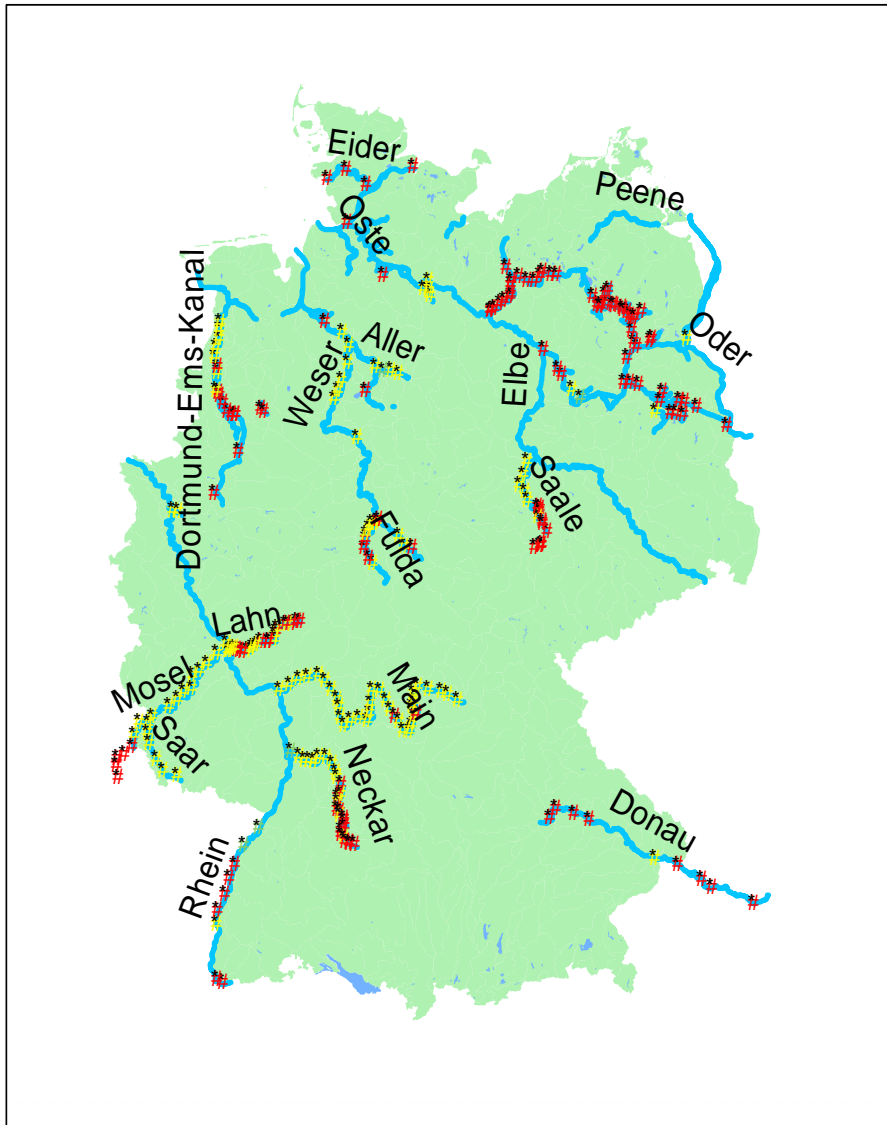 Eider
Peene
Oste
Dortmund-Ems-Kanal
Oder
Aller
Weser
Elbe
Saale
Fulda
Lahn
Mosel
Main
Saar
Neckar
Donau
Rhein